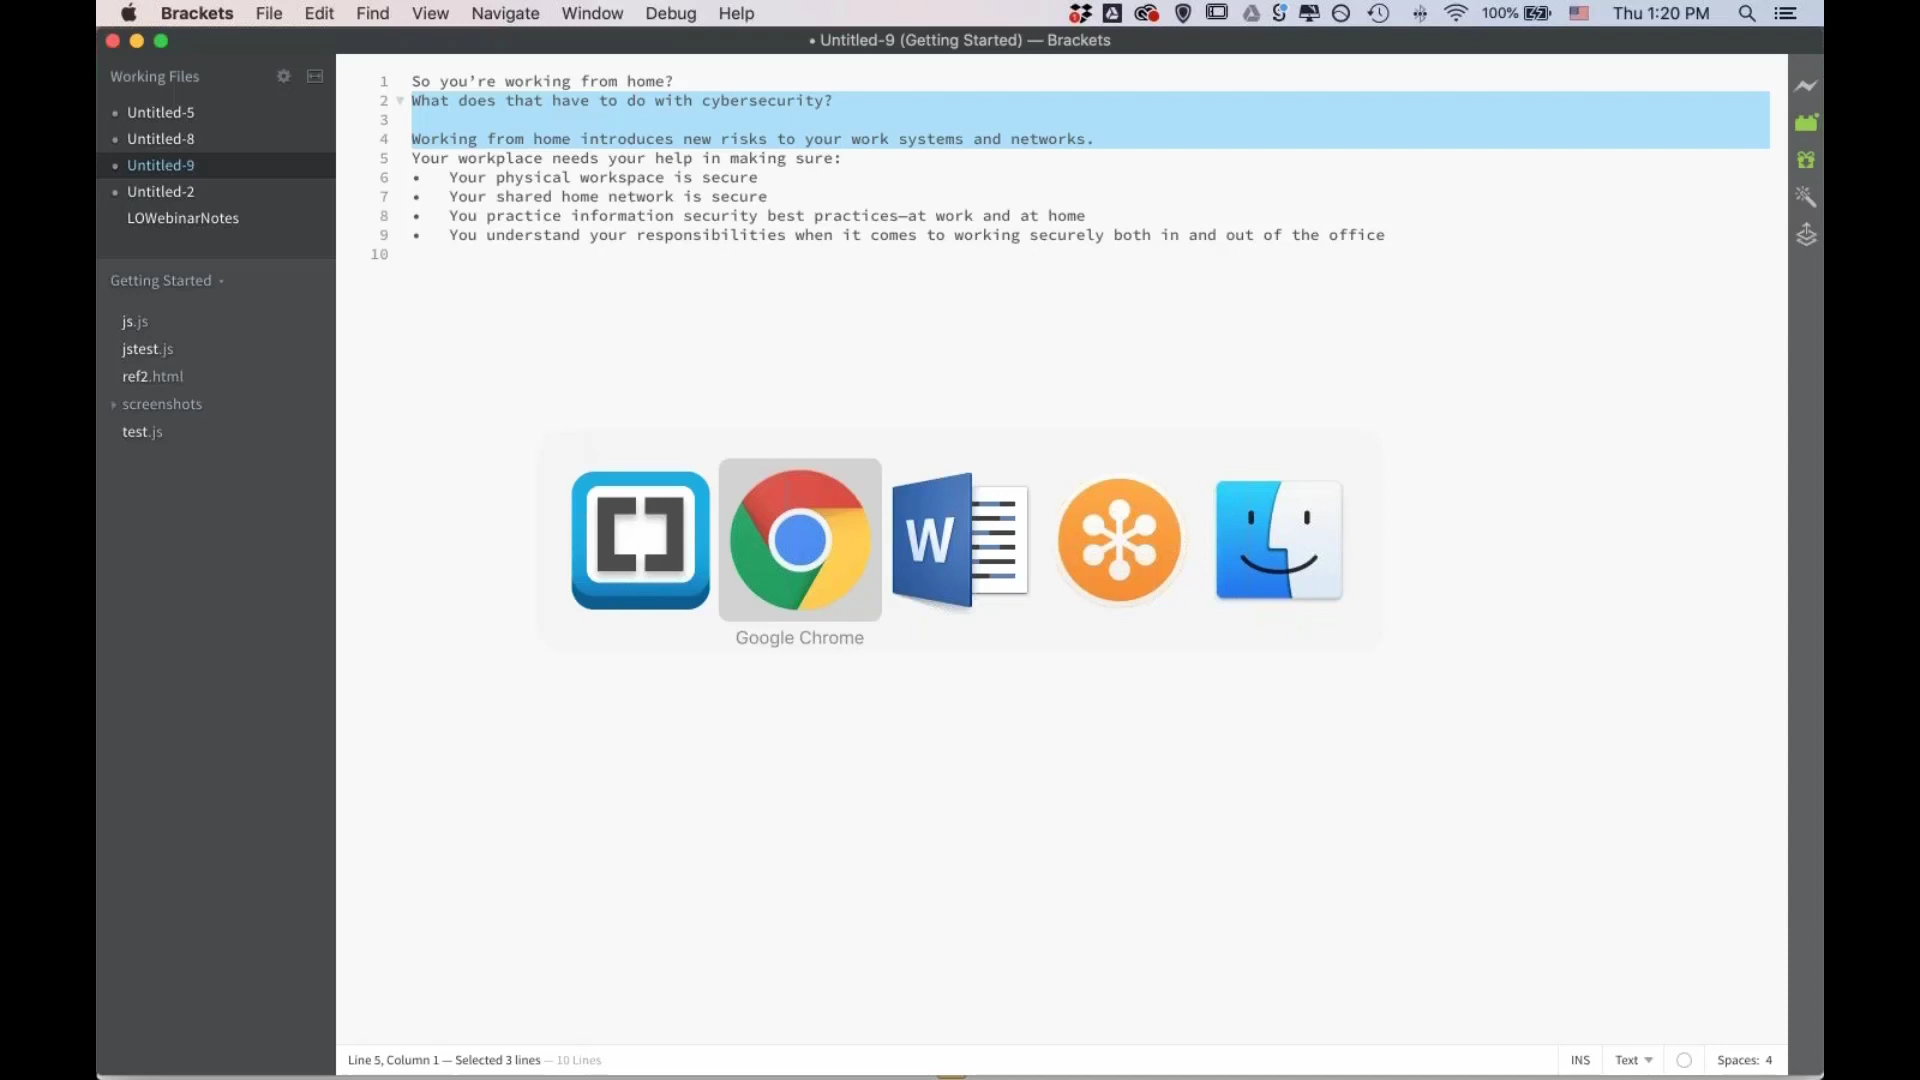 Brackets File Edit Find View Navigate Window Debug Help 100% Thu 1:20 PM
• Untitled-9 (Getting Started) — Brackets
Working Files
• Untitled-5
• Untitled-8
• Untitled-9
• Untitled-2
LOWebinarNotes
Getting Started
js.js
jstest.js
ref2.html
screenshots
test.js
1 So you’re working from home?
2 What does that have to do with cybersecurity?
3
4 Working from home introduces new risks to your work systems and networks.
5 Your workplace needs your help in making sure:
6 • Your physical workspace is secure
7 • Your shared home network is secure
8 • You practice information security best practices—at work and at home
9 • You understand your responsibilities when it comes to working securely both in and out of the office
10
W
Google Chrome
Line 5, Column 1 — Selected 3 lines — 10 Lines INS Text Spaces: 4